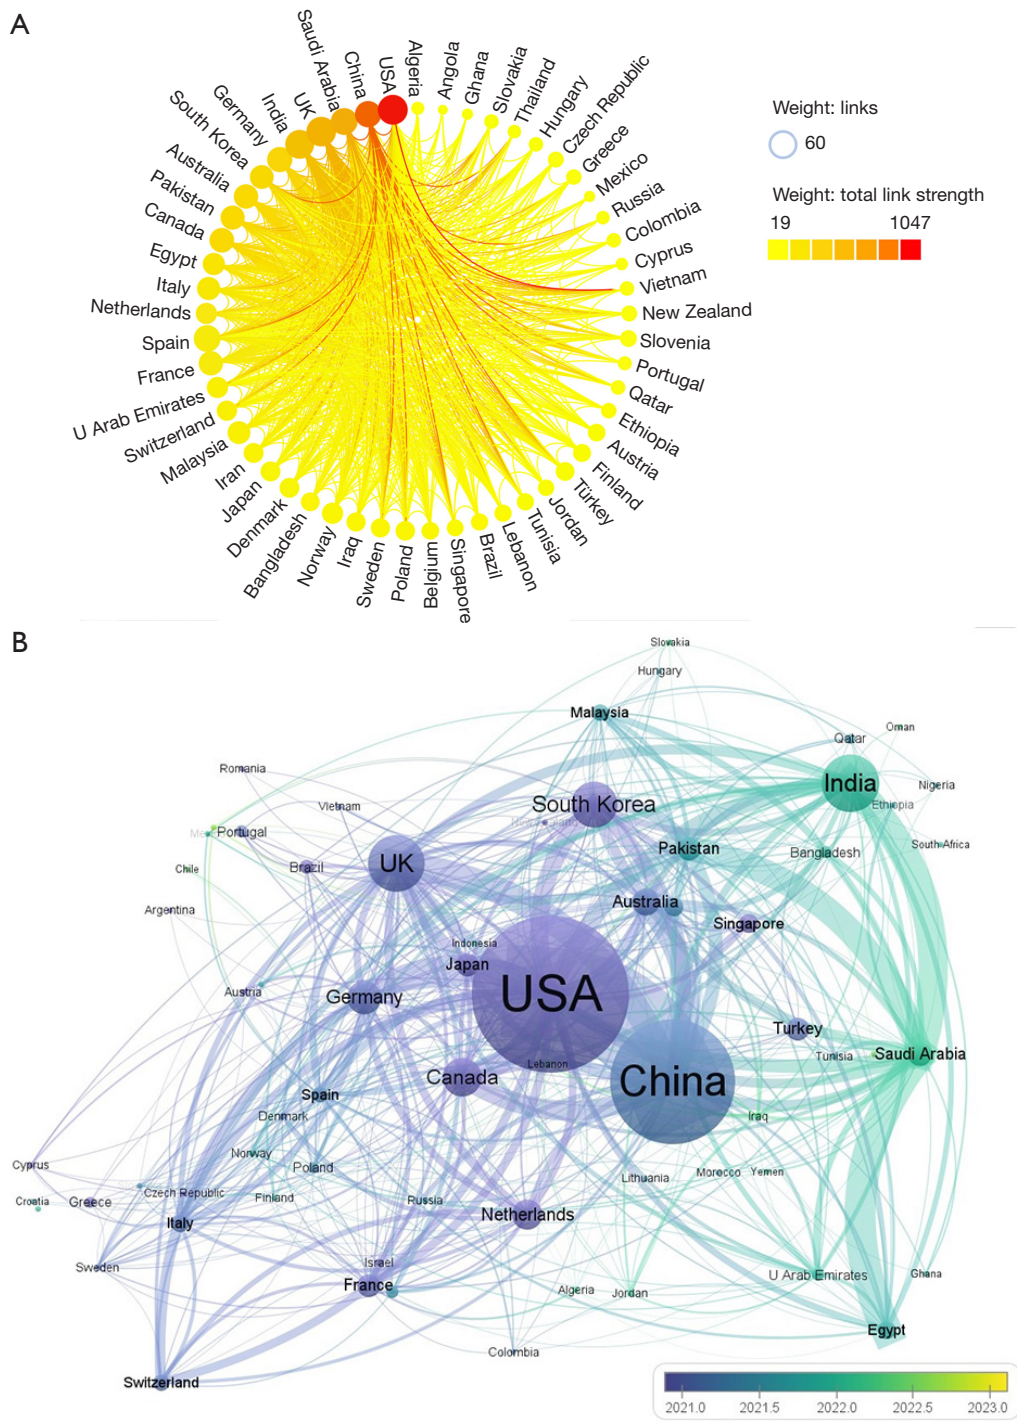 A
Saudi Arabia
China
USA
Algeria
Angola
Ghana
Slovakia
Thailand
Hungary
Czech Republic
Greece
Mexico
Russia
Colombia
Cyprus
Vietnam
New Zealand
Slovenia
Portugal
Qatar
Ethiopia
Austria
Finland
Türkey
Jordan
Tunisia
Lebanon
Brazil
Singapore
Belgium
Poland
Sweden
Iraq
Norway
Bangladesh
Denmark
Japan
Iran
Malaysia
Switzerland
U Arab Emirates
France
Spain
Netherlands
Italy
Egypt
Canada
Pakistan
Australia
South Korea
Germany
India
UK
Weight: links
60
Weight: total link strength
19 1047
B
Slovakia
Hungary
Malaysia
Oman
Qatar
Romania
India
Nigeria
Vietnam
South Korea
Ethiopia
Portugal
South Africa
Pakistan
Bangladesh
UK
Chile
Brazil
Australia
Argentina
Singapore
Indonesia
Japan
Austria
Germany
USA
Turkey
Tunisia
Saudi Arabia
Lebanon
Canada
China
Spain
Denmark
Iraq
Norway
Cyprus
Poland
Morocco
Yemen
Lithuania
Czech Republic
Finland
Russia
Croatia
Greece
Netherlands
Italy
Israel
Sweden
France
U Arab Emirates
Ghana
Algeria
Jordan
Egypt
Colombia
Switzerland
2021.0 2021.5 2022.0 2022.5 2023.0